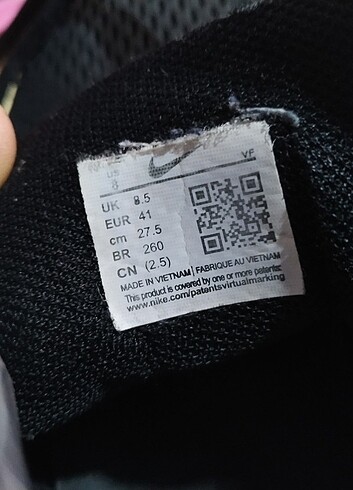 US VF
8
UK 8.5
EUR 41
cm 27.5
BR 260
CN (2.5)
MADE IN VIETNAM | FABRIQUE AU VIETNAM
This product is covered by one or more patents:
www.nike.com/patentsvirtualmarking